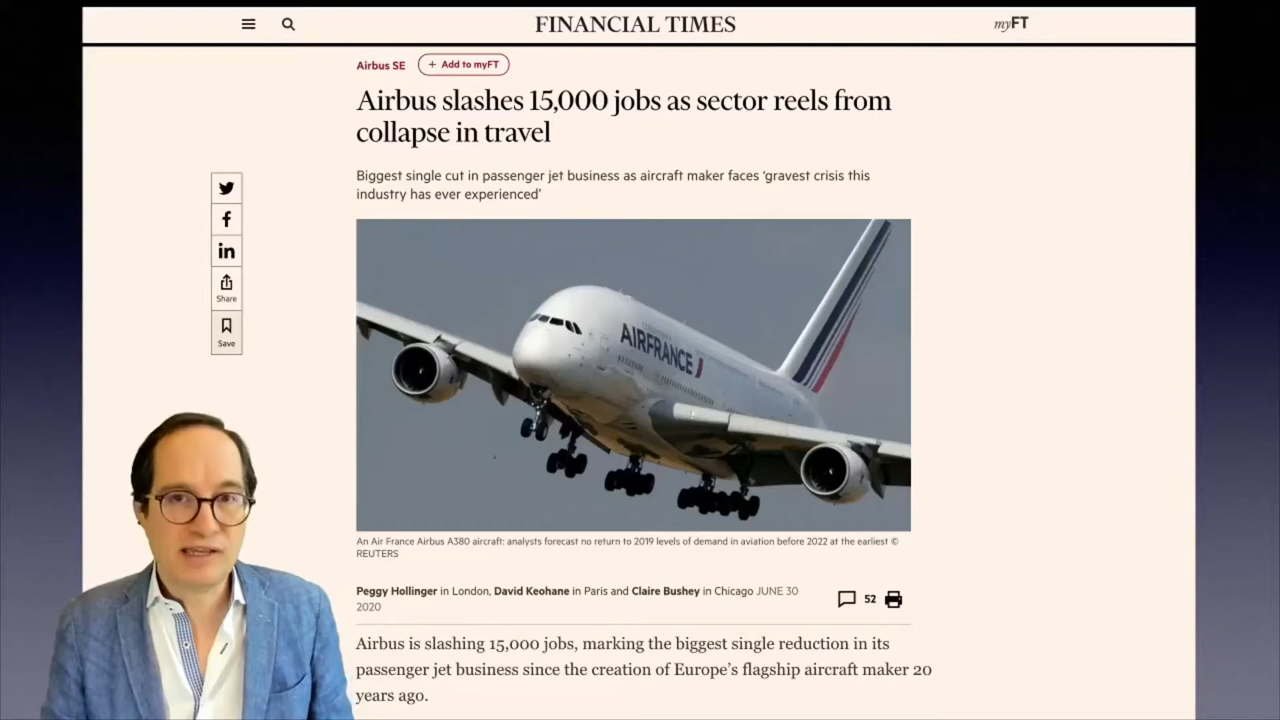 FINANCIAL TIMES
myFT
Airbus SE
+ Add to myFT
Airbus slashes 15,000 jobs as sector reels from
collapse in travel
Biggest single cut in passenger jet business as aircraft maker faces ‘gravest crisis this
industry has ever experienced’
Share
Save
AIRFRANCE
An Air France Airbus A380 aircraft: analysts forecast no return to 2019 levels of demand in aviation before 2022 at the earliest ©
REUTERS
Peggy Hollinger in London, David Keohane in Paris and Claire Bushey in Chicago JUNE 30
2020
52
Airbus is slashing 15,000 jobs, marking the biggest single reduction in its
passenger jet business since the creation of Europe’s flagship aircraft maker 20
years ago.